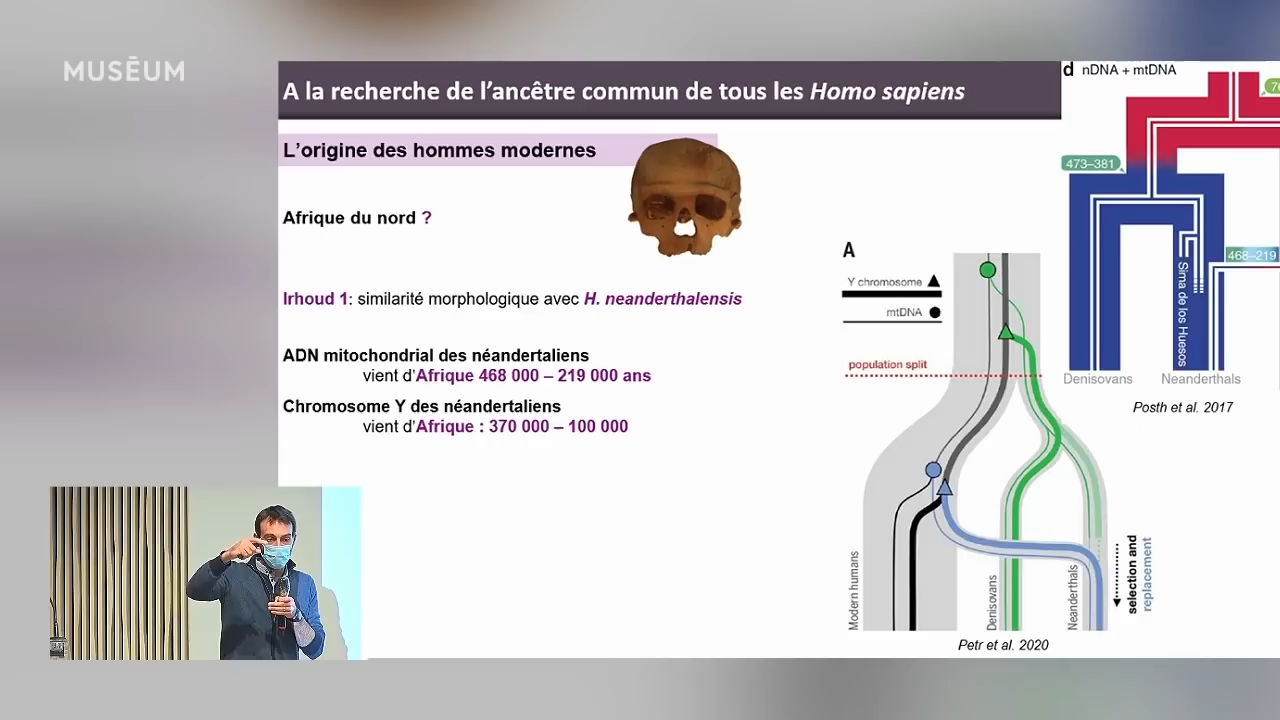 MUSĒUM
A la recherche de l'ancêtre commun de tous les Homo sapiens
L'origine des hommes modernes
Afrique du nord ?
Irhoud 1: similarité morphologique avec H. neanderthalensis
ADN mitochondrial des néandertaliens
vient d'Afrique 468 000 – 219 000 ans
Chromosome Y des néandertaliens
vient d'Afrique : 370 000 – 100 000
A
Y chromosome
mtDNA
population split
Modern humans
Denisovans
Neanderthals
selection and
replacement
Petr et al. 2020
d nDNA + mtDNA
473–381
468–219
Sima de los Huesos
Denisovans
Neanderthals
Posth et al. 2017